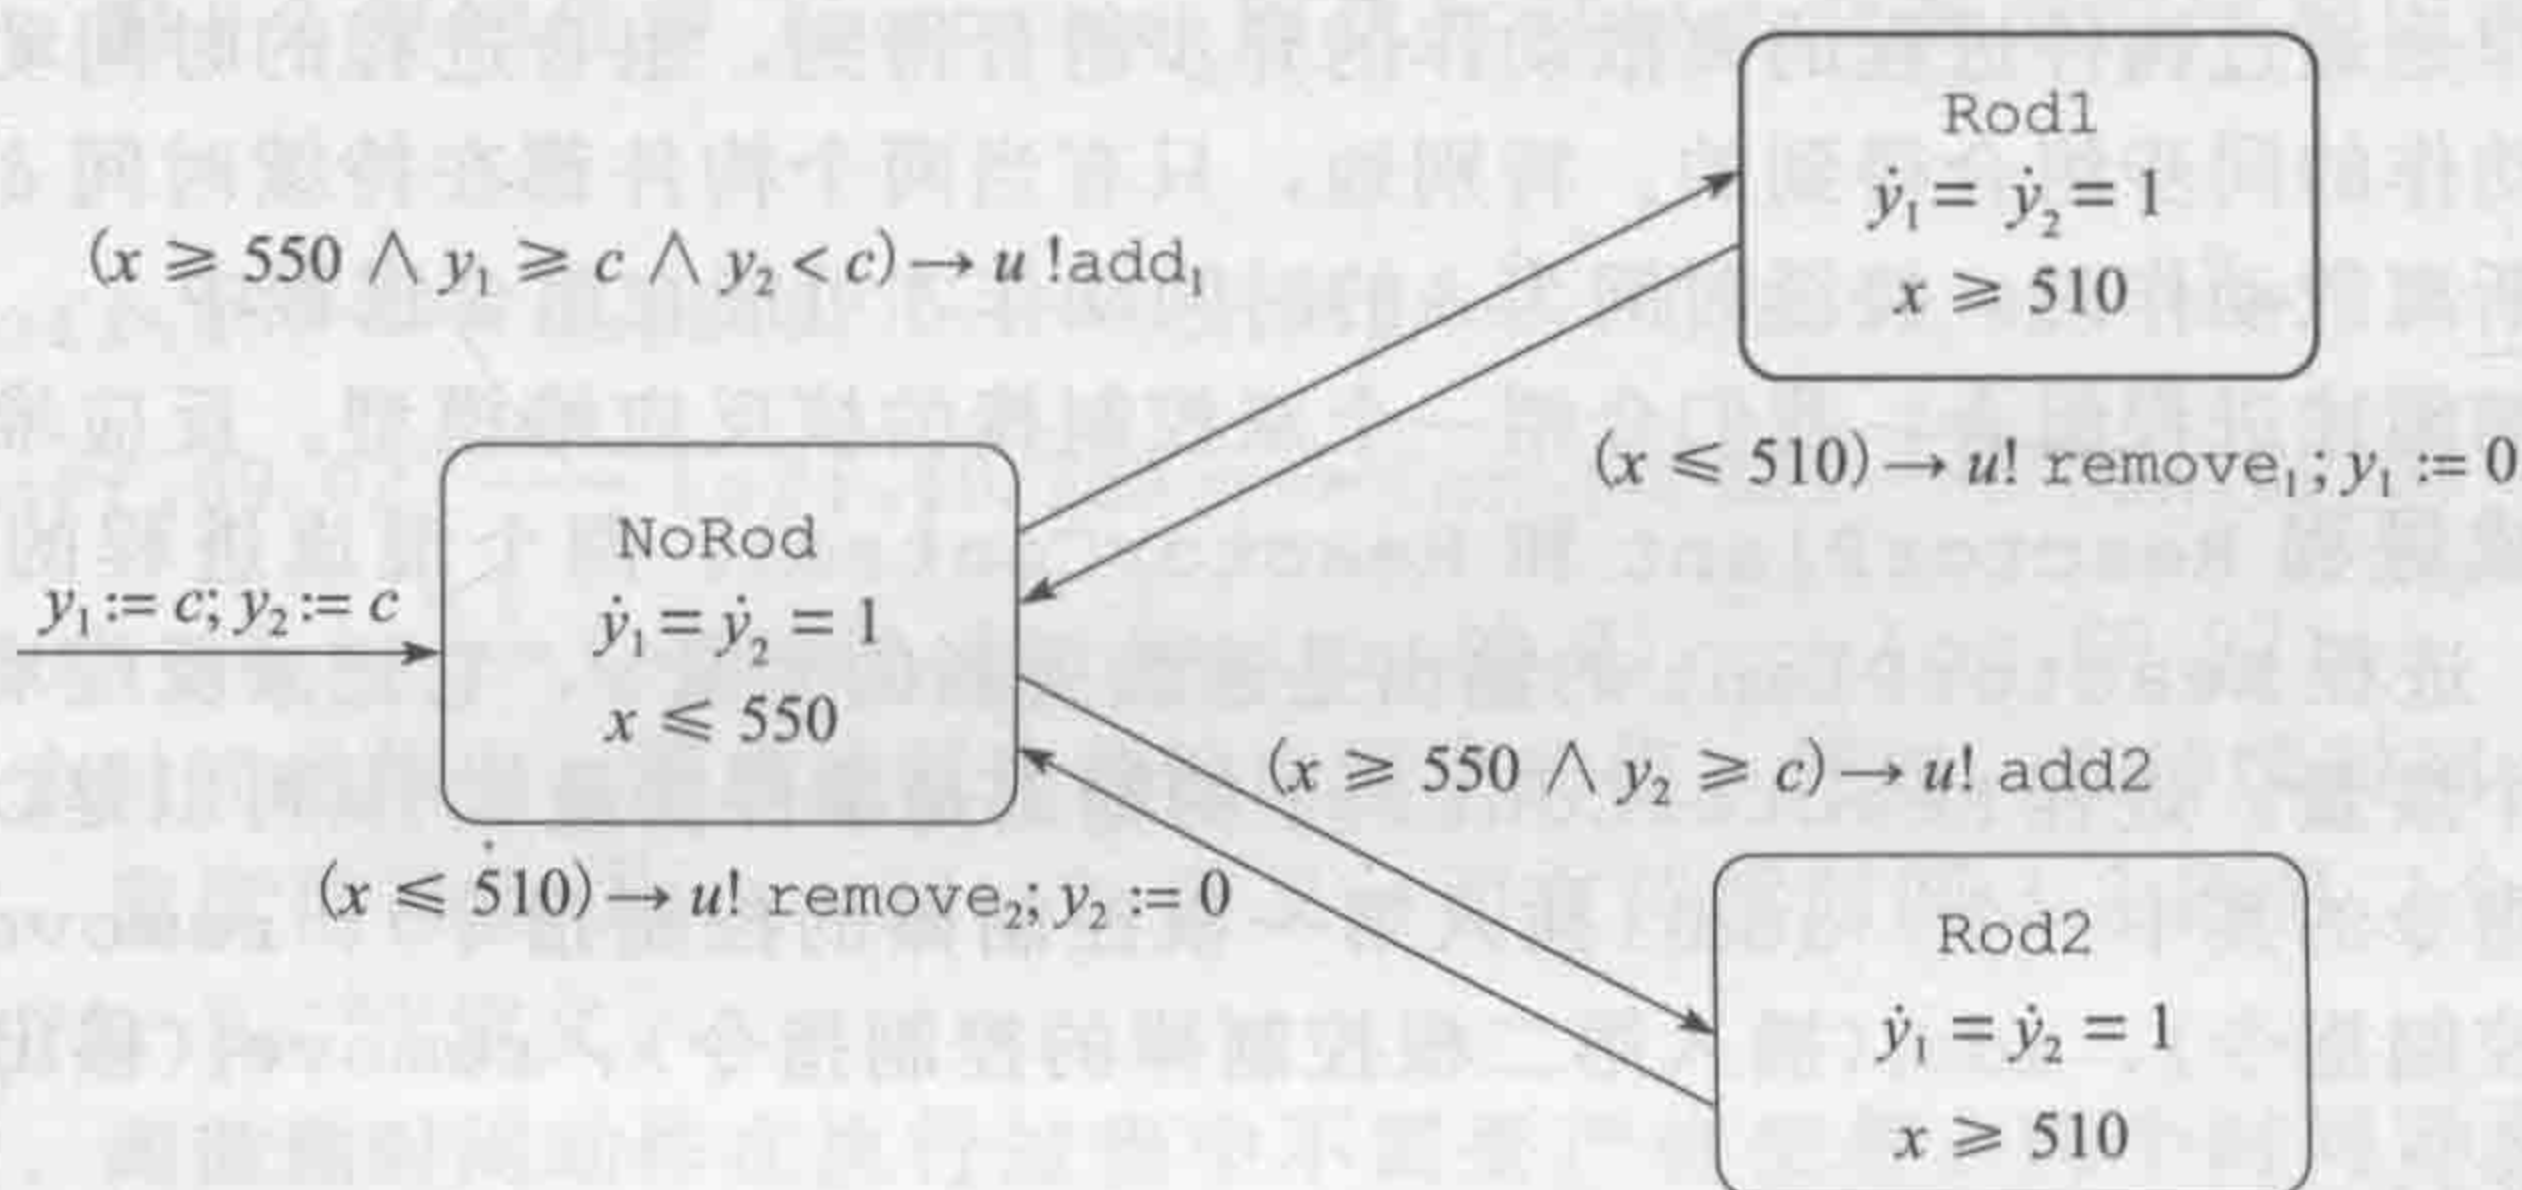 Rod1
ẏ₁ = ẏ₂ = 1
x ⩾ 510
(x ⩾ 550 ∧ y₁ ⩾ c ∧ y₂ < c) → u !add₁
(x ⩽ 510) → u! remove₁; y₁ := 0
NoRod
ẏ₁ = ẏ₂ = 1
x ⩽ 550
y₁ := c; y₂ := c
(x ⩾ 550 ∧ y₂ ⩾ c) → u! add2
(x ⩽ 510) → u! remove₂; y₂ := 0
Rod2
ẏ₁ = ẏ₂ = 1
x ⩾ 510